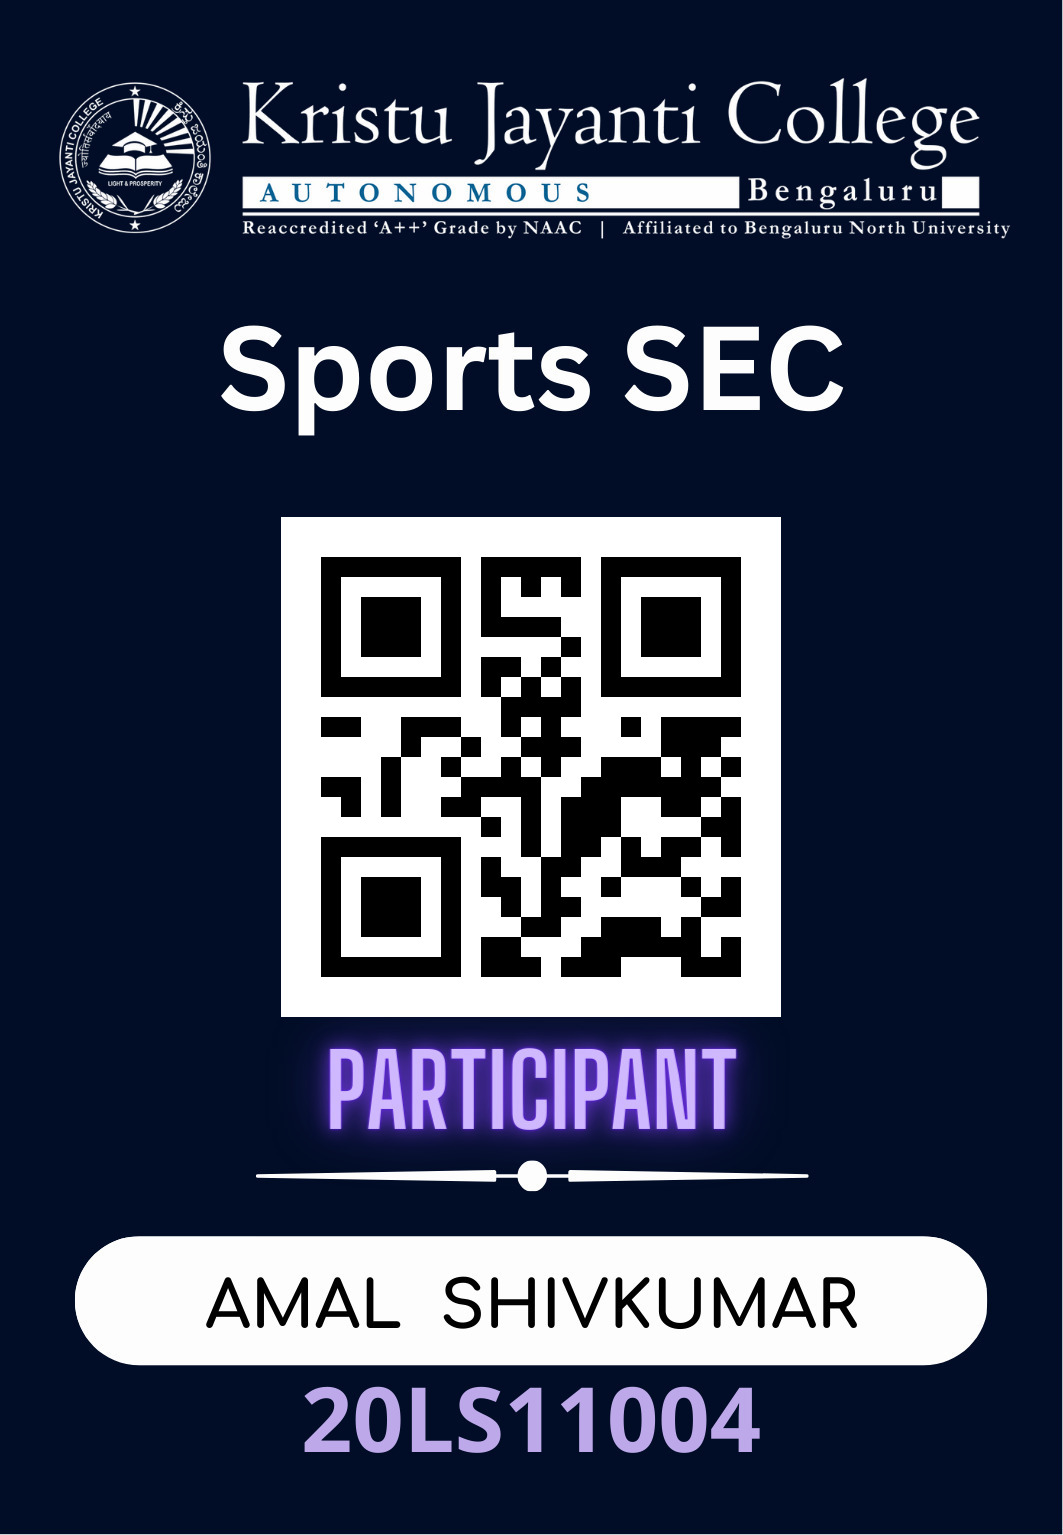 KRISTU JAYANTI COLLEGE
ज्योतिसंवादयाय
LIGHT & PROSPERITY
Kristu Jayanti College
AUTONOMOUS Bengaluru
Reaccredited ‘A++’ Grade by NAAC | Affiliated to Bengaluru North University
Sports SEC
PARTICIPANT
AMAL SHIVKUMAR
20LS11004